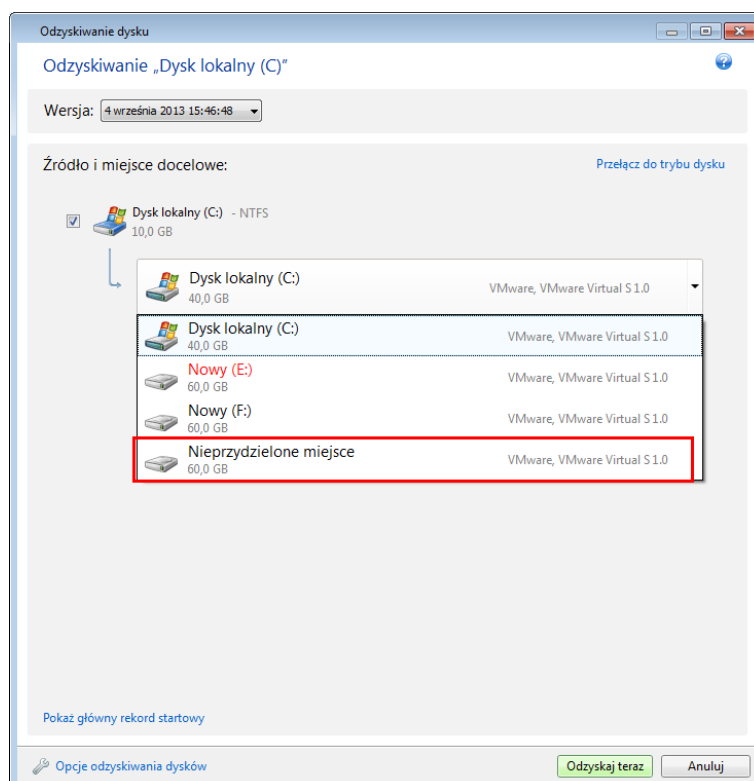 Odzyskiwanie dysku
Odzyskiwanie „Dysk lokalny (C)"
Wersja: 4 września 2013 15:46:48
Źródło i miejsce docelowe: Przełącz do trybu dysku
Dysk lokalny (C:) - NTFS
10,0 GB
Dysk lokalny (C:) VMware, VMware Virtual S 1.0
40,0 GB
Dysk lokalny (C:) VMware, VMware Virtual S 1.0
40,0 GB
Nowy (E:) VMware, VMware Virtual S 1.0
60,0 GB
Nowy (F:) VMware, VMware Virtual S 1.0
60,0 GB
Nieprzydzielone miejsce VMware, VMware Virtual S 1.0
60,0 GB
Pokaż główny rekord startowy
Opcje odzyskiwania dysków Odzyskaj teraz Anuluj